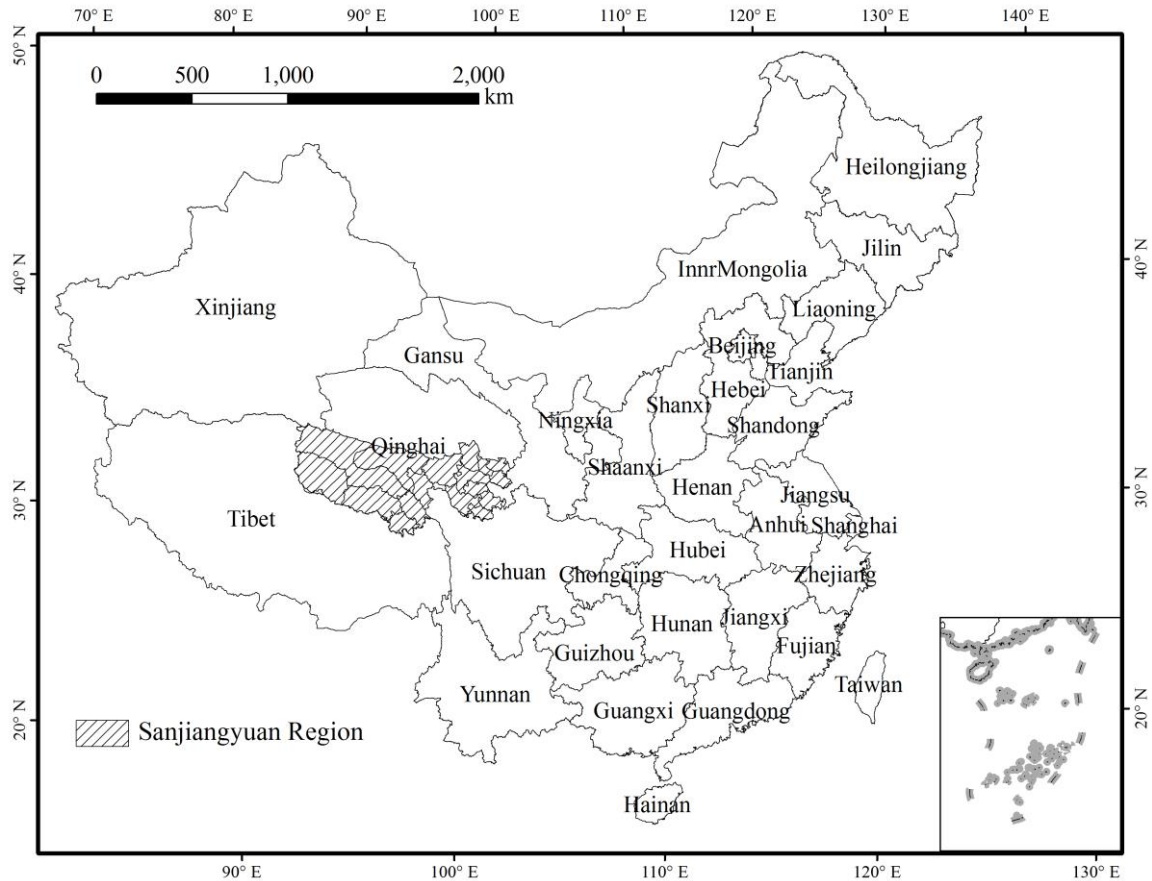 70° E 80° E 90° E 100° E 110° E 120° E 130° E 140° E
50° N
0 500 1,000 2,000
km
Heilongjiang
Jilin
40° N
40° N
InnrMongolia
Xinjiang
Liaoning
Beijing
Gansu
Tianjin
Hebei
Shanxi
Ningxia
Shandong
Qinghai
Shaanxi
Henan
Jiangsu
30° N
30° N
Tibet
Anhui
Shanghai
Hubei
Sichuan
Chongqing
Zhejiang
Jiangxi
Hunan
Fujian
Guizhou
Taiwan
Yunnan
Guangxi
Guangdong
20° N
20° N
Sanjiangyuan Region
Hainan
90° E 100° E 110° E 120° E 130° E